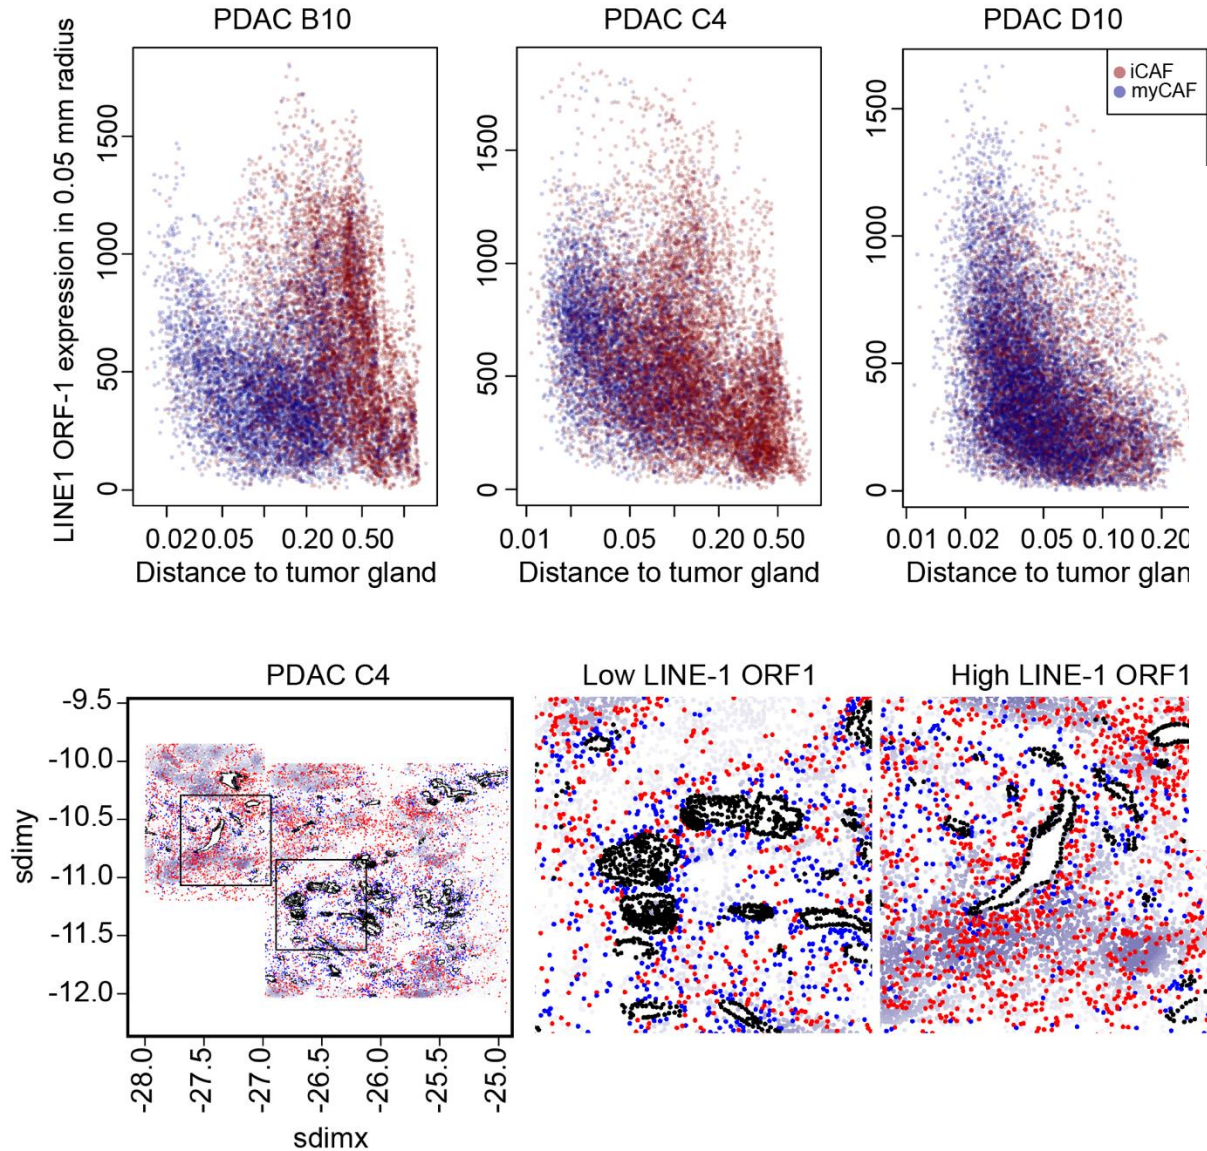 PDAC B10
PDAC C4
PDAC D10
LINE1 ORF-1 expression in 0.05 mm radius
0 500 1000 1500
0 500 1000 1500
0 500 1000 1500
iCAF
myCAF
0.02 0.05 0.20 0.50
0.01 0.05 0.20 0.50
0.01 0.02 0.05 0.10 0.20
Distance to tumor gland
Distance to tumor gland
Distance to tumor glan
PDAC C4
Low LINE-1 ORF1
High LINE-1 ORF1
sdimy
-9.5
-10.0
-10.5
-11.0
-11.5
-12.0
-28.0 -27.5 -27.0 -26.5 -26.0 -25.5 -25.0
sdimx